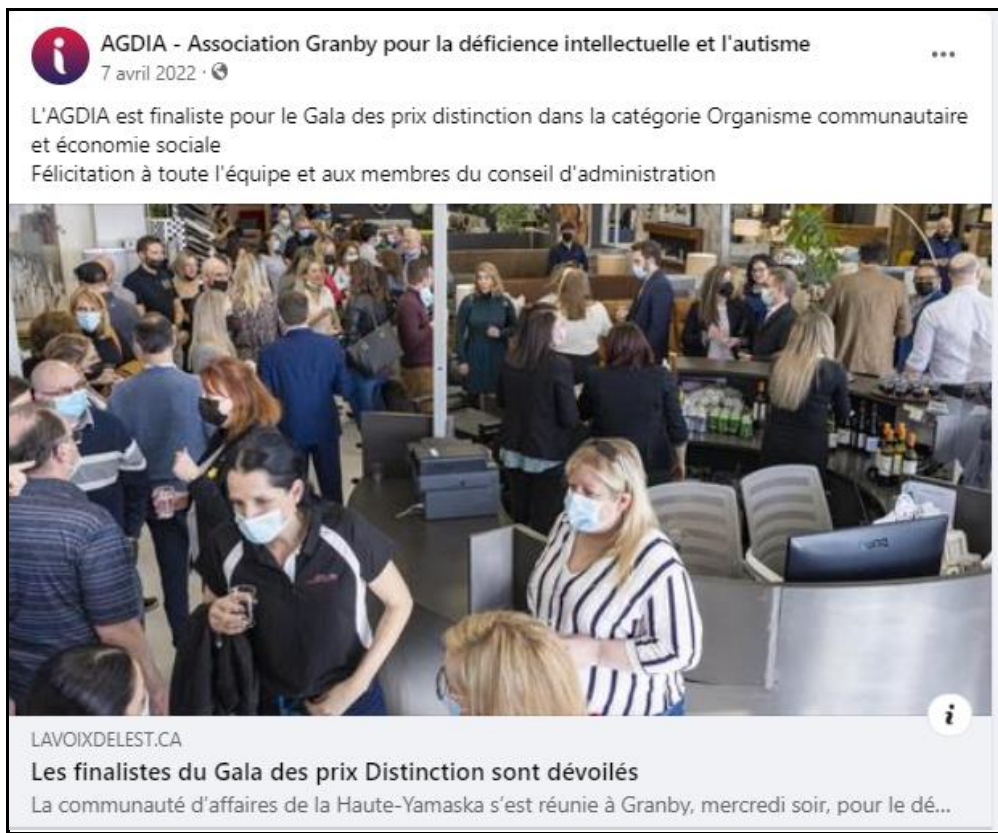 AGDIA - Association Granby pour la déficience intellectuelle et l'autisme
7 avril 2022 ·
L'AGDIA est finaliste pour le Gala des prix distinction dans la catégorie Organisme communautaire
et économie sociale
Félicitation à toute l'équipe et aux membres du conseil d'administration
LAVOIXDELEST.CA
Les finalistes du Gala des prix Distinction sont dévoilés
La communauté d'affaires de la Haute-Yamaska s'est réunie à Granby, mercredi soir, pour le dé...